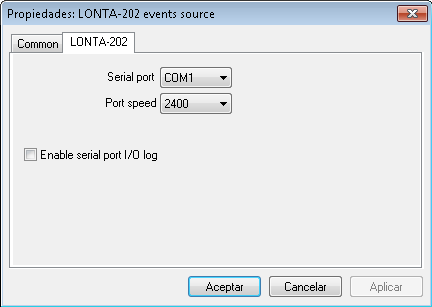 Propiedades: LONTA-202 events source
Common LONTA-202
Serial port COM1
Port speed 2400
Enable serial port I/O log
Aceptar Cancelar Aplicar